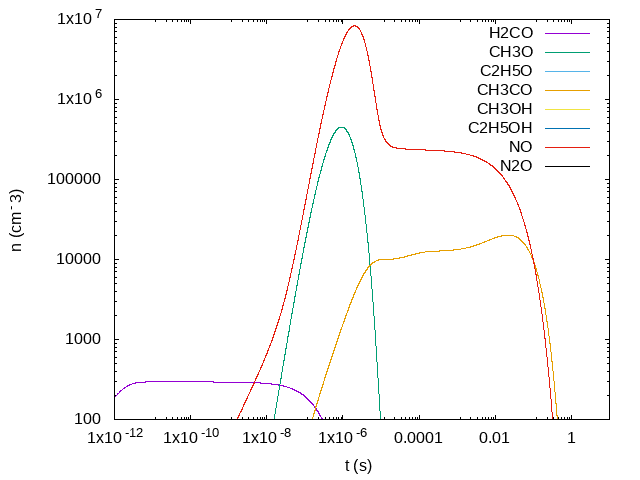 1x10^7
1x10^6
100000
10000
1000
100
n (cm^-3)
H2CO
CH3O
C2H5O
CH3CO
CH3OH
C2H5OH
NO
N2O
1x10^-12
1x10^-10
1x10^-8
1x10^-6
0.0001
0.01
1
t (s)